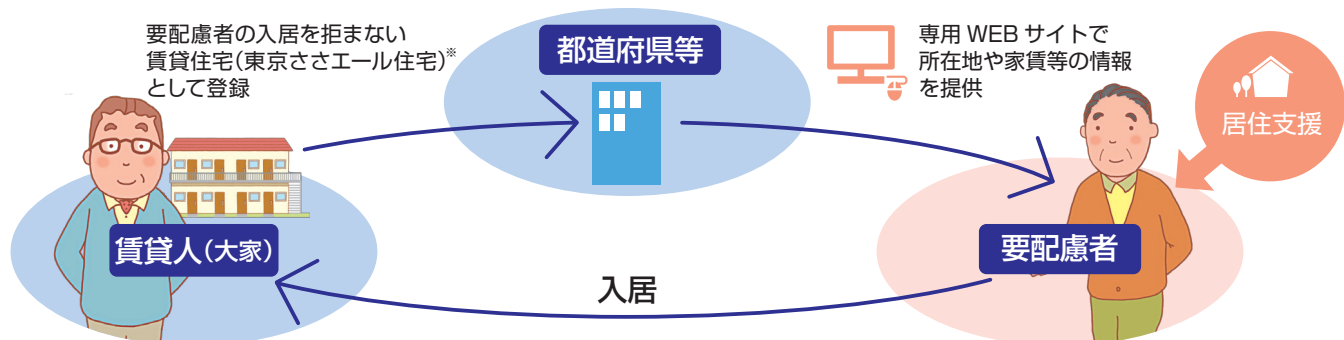 要配慮者の入居を拒まない
賃貸住宅(東京ささエール住宅)※
として登録
都道府県等
専用 WEB サイトで
所在地や家賃等の情報
を提供
居住支援
賃貸人(大家)
要配慮者
入居